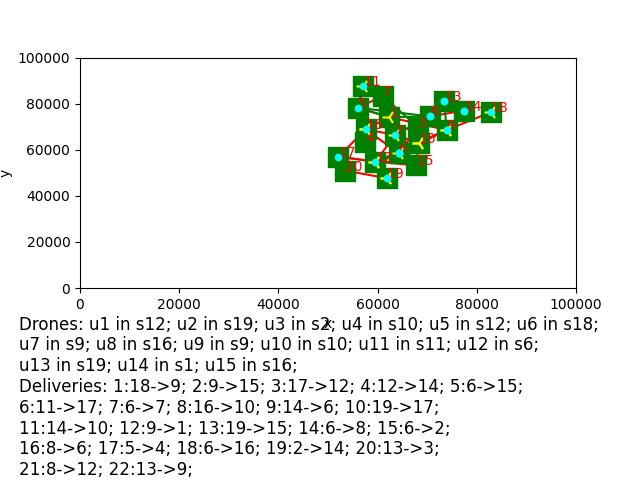 100000
80000
60000
40000
20000
0
y
0 20000 40000 60000 80000 100000
x
Drones: u1 in s12; u2 in s19; u3 in s2; u4 in s10; u5 in s12; u6 in s18;
u7 in s9; u8 in s16; u9 in s9; u10 in s10; u11 in s11; u12 in s6;
u13 in s19; u14 in s1; u15 in s16;
Deliveries: 1:18->9; 2:9->15; 3:17->12; 4:12->14; 5:6->15;
6:11->17; 7:6->7; 8:16->10; 9:14->6; 10:19->17;
11:14->10; 12:9->1; 13:19->15; 14:6->8; 15:6->2;
16:8->6; 17:5->4; 18:6->16; 19:2->14; 20:13->3;
21:8->12; 22:13->9;